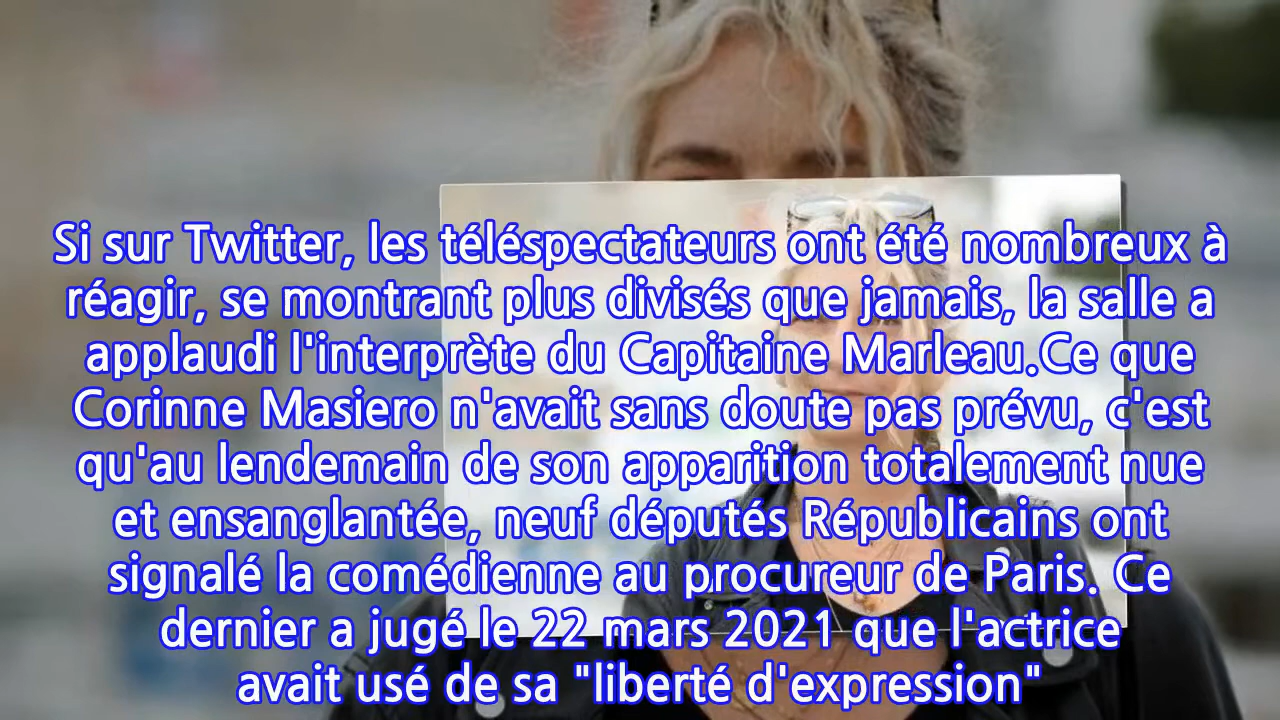 Si sur Twitter, les téléspectateurs ont été nombreux à
réagir, se montrant plus divisés que jamais, la salle a
applaudi l'interprète du Capitaine Marleau.Ce que
Corinne Masiero n'avait sans doute pas prévu, c'est
qu'au lendemain de son apparition totalement nue
et ensanglantée, neuf députés Républicains ont
signalé la comédienne au procureur de Paris. Ce
dernier a jugé le 22 mars 2021 que l'actrice
avait usé de sa "liberté d'expression"